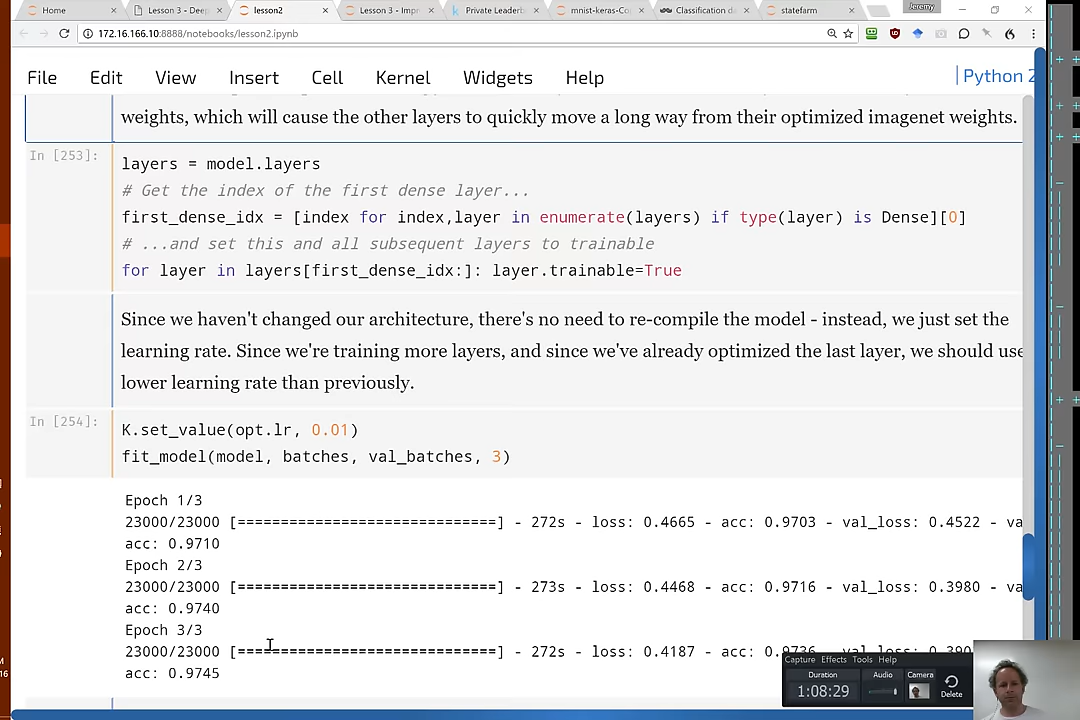 Home
Lesson 3 - Deep
lesson2
Lesson 3 - Impr
Private Leaderb
mnist-keras-Co
Classification da
statefarm
Jeremy
172.16.166.10:8888/notebooks/lesson2.ipynb
File Edit View Insert Cell Kernel Widgets Help
Python 2
weights, which will cause the other layers to quickly move a long way from their optimized imagenet weights.
In [253]:
layers = model.layers
# Get the index of the first dense layer...
first_dense_idx = [index for index,layer in enumerate(layers) if type(layer) is Dense][0]
# ...and set this and all subsequent layers to trainable
for layer in layers[first_dense_idx:]: layer.trainable=True
Since we haven't changed our architecture, there's no need to re-compile the model - instead, we just set the
learning rate. Since we're training more layers, and since we've already optimized the last layer, we should use
lower learning rate than previously.
In [254]:
K.set_value(opt.lr, 0.01)
fit_model(model, batches, val_batches, 3)
Epoch 1/3
23000/23000 [==============================] - 272s - loss: 0.4665 - acc: 0.9703 - val_loss: 0.4522 - va
acc: 0.9710
Epoch 2/3
23000/23000 [==============================] - 273s - loss: 0.4468 - acc: 0.9716 - val_loss: 0.3980 - va
acc: 0.9740
Epoch 3/3
23000/23000 [==============================] - 272s - loss: 0.4187 - acc: 0.9736
acc: 0.9745
Capture Effects Tools Help
Duration Audio Camera
1:08:29
Delete